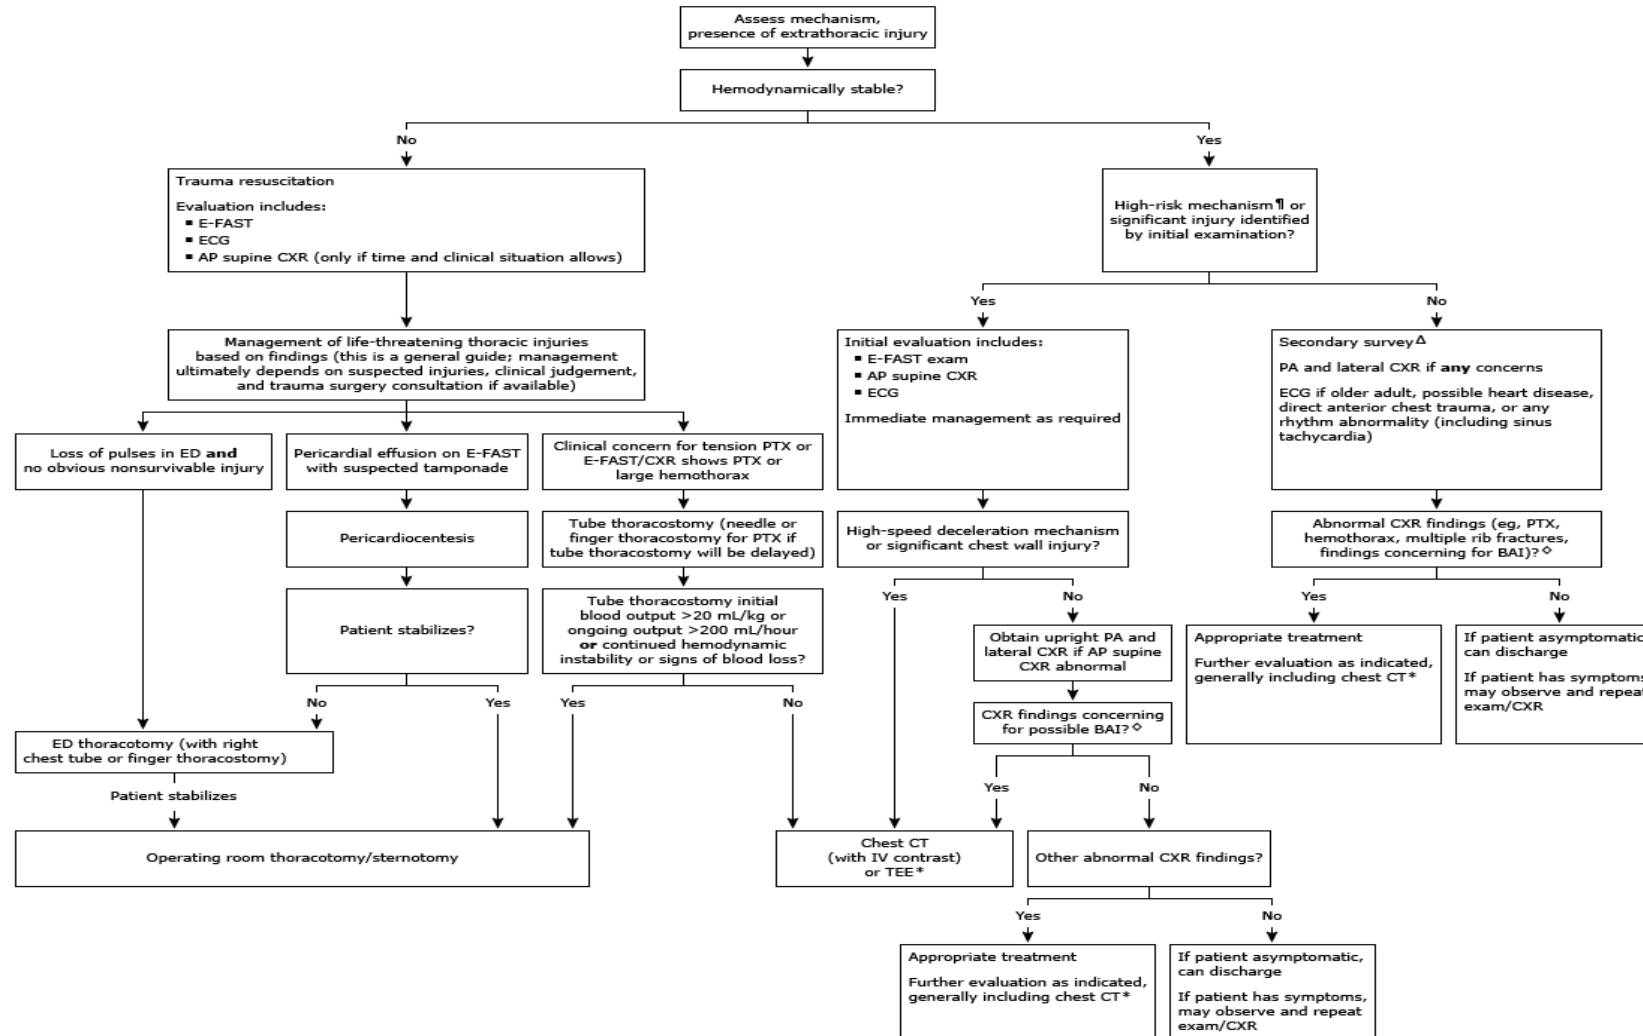 Assess mechanism,
presence of extrathoracic injury
Hemodynamically stable?
No
Yes
Trauma resuscitation
Evaluation includes:
▪ E-FAST
▪ ECG
▪ AP supine CXR (only if time and clinical situation allows)
High-risk mechanism¶ or
significant injury identified
by initial examination?
Yes
No
Management of life-threatening thoracic injuries
based on findings (this is a general guide; management
ultimately depends on suspected injuries, clinical judgement,
and trauma surgery consultation if available)
Initial evaluation includes:
▪ E-FAST exam
▪ AP supine CXR
▪ ECG
Immediate management as required
Secondary surveyΔ
PA and lateral CXR if any concerns
ECG if older adult, possible heart disease,
direct anterior chest trauma, or any
rhythm abnormality (including sinus
tachycardia)
Loss of pulses in ED and
no obvious nonsurvivable injury
Pericardial effusion on E-FAST
with suspected tamponade
Clinical concern for tension PTX or
E-FAST/CXR shows PTX or
large hemothorax
Pericardiocentesis
Tube thoracostomy (needle or
finger thoracostomy for PTX if
tube thoracostomy will be delayed)
High-speed deceleration mechanism
or significant chest wall injury?
Abnormal CXR findings (eg, PTX,
hemothorax, multiple rib fractures,
findings concerning for BAI)?◇
Yes
No
Yes
No
Patient stabilizes?
Tube thoracostomy initial
blood output >20 mL/kg or
ongoing output >200 mL/hour
or continued hemodynamic
instability or signs of blood loss?
Obtain upright PA and
lateral CXR if AP supine
CXR abnormal
Appropriate treatment
Further evaluation as indicated,
generally including chest CT*
If patient asymptomatic,
can discharge
If patient has symptoms
may observe and repeat
exam/CXR
No
Yes
Yes
No
CXR findings concerning
for possible BAI?◇
ED thoracotomy (with right
chest tube or finger thoracostomy)
Patient stabilizes
Yes
No
Operating room thoracotomy/sternotomy
Chest CT
(with IV contrast)
or TEE*
Other abnormal CXR findings?
Yes
No
Appropriate treatment
Further evaluation as indicated,
generally including chest CT*
If patient asymptomatic,
can discharge
If patient has symptoms,
may observe and repeat
exam/CXR